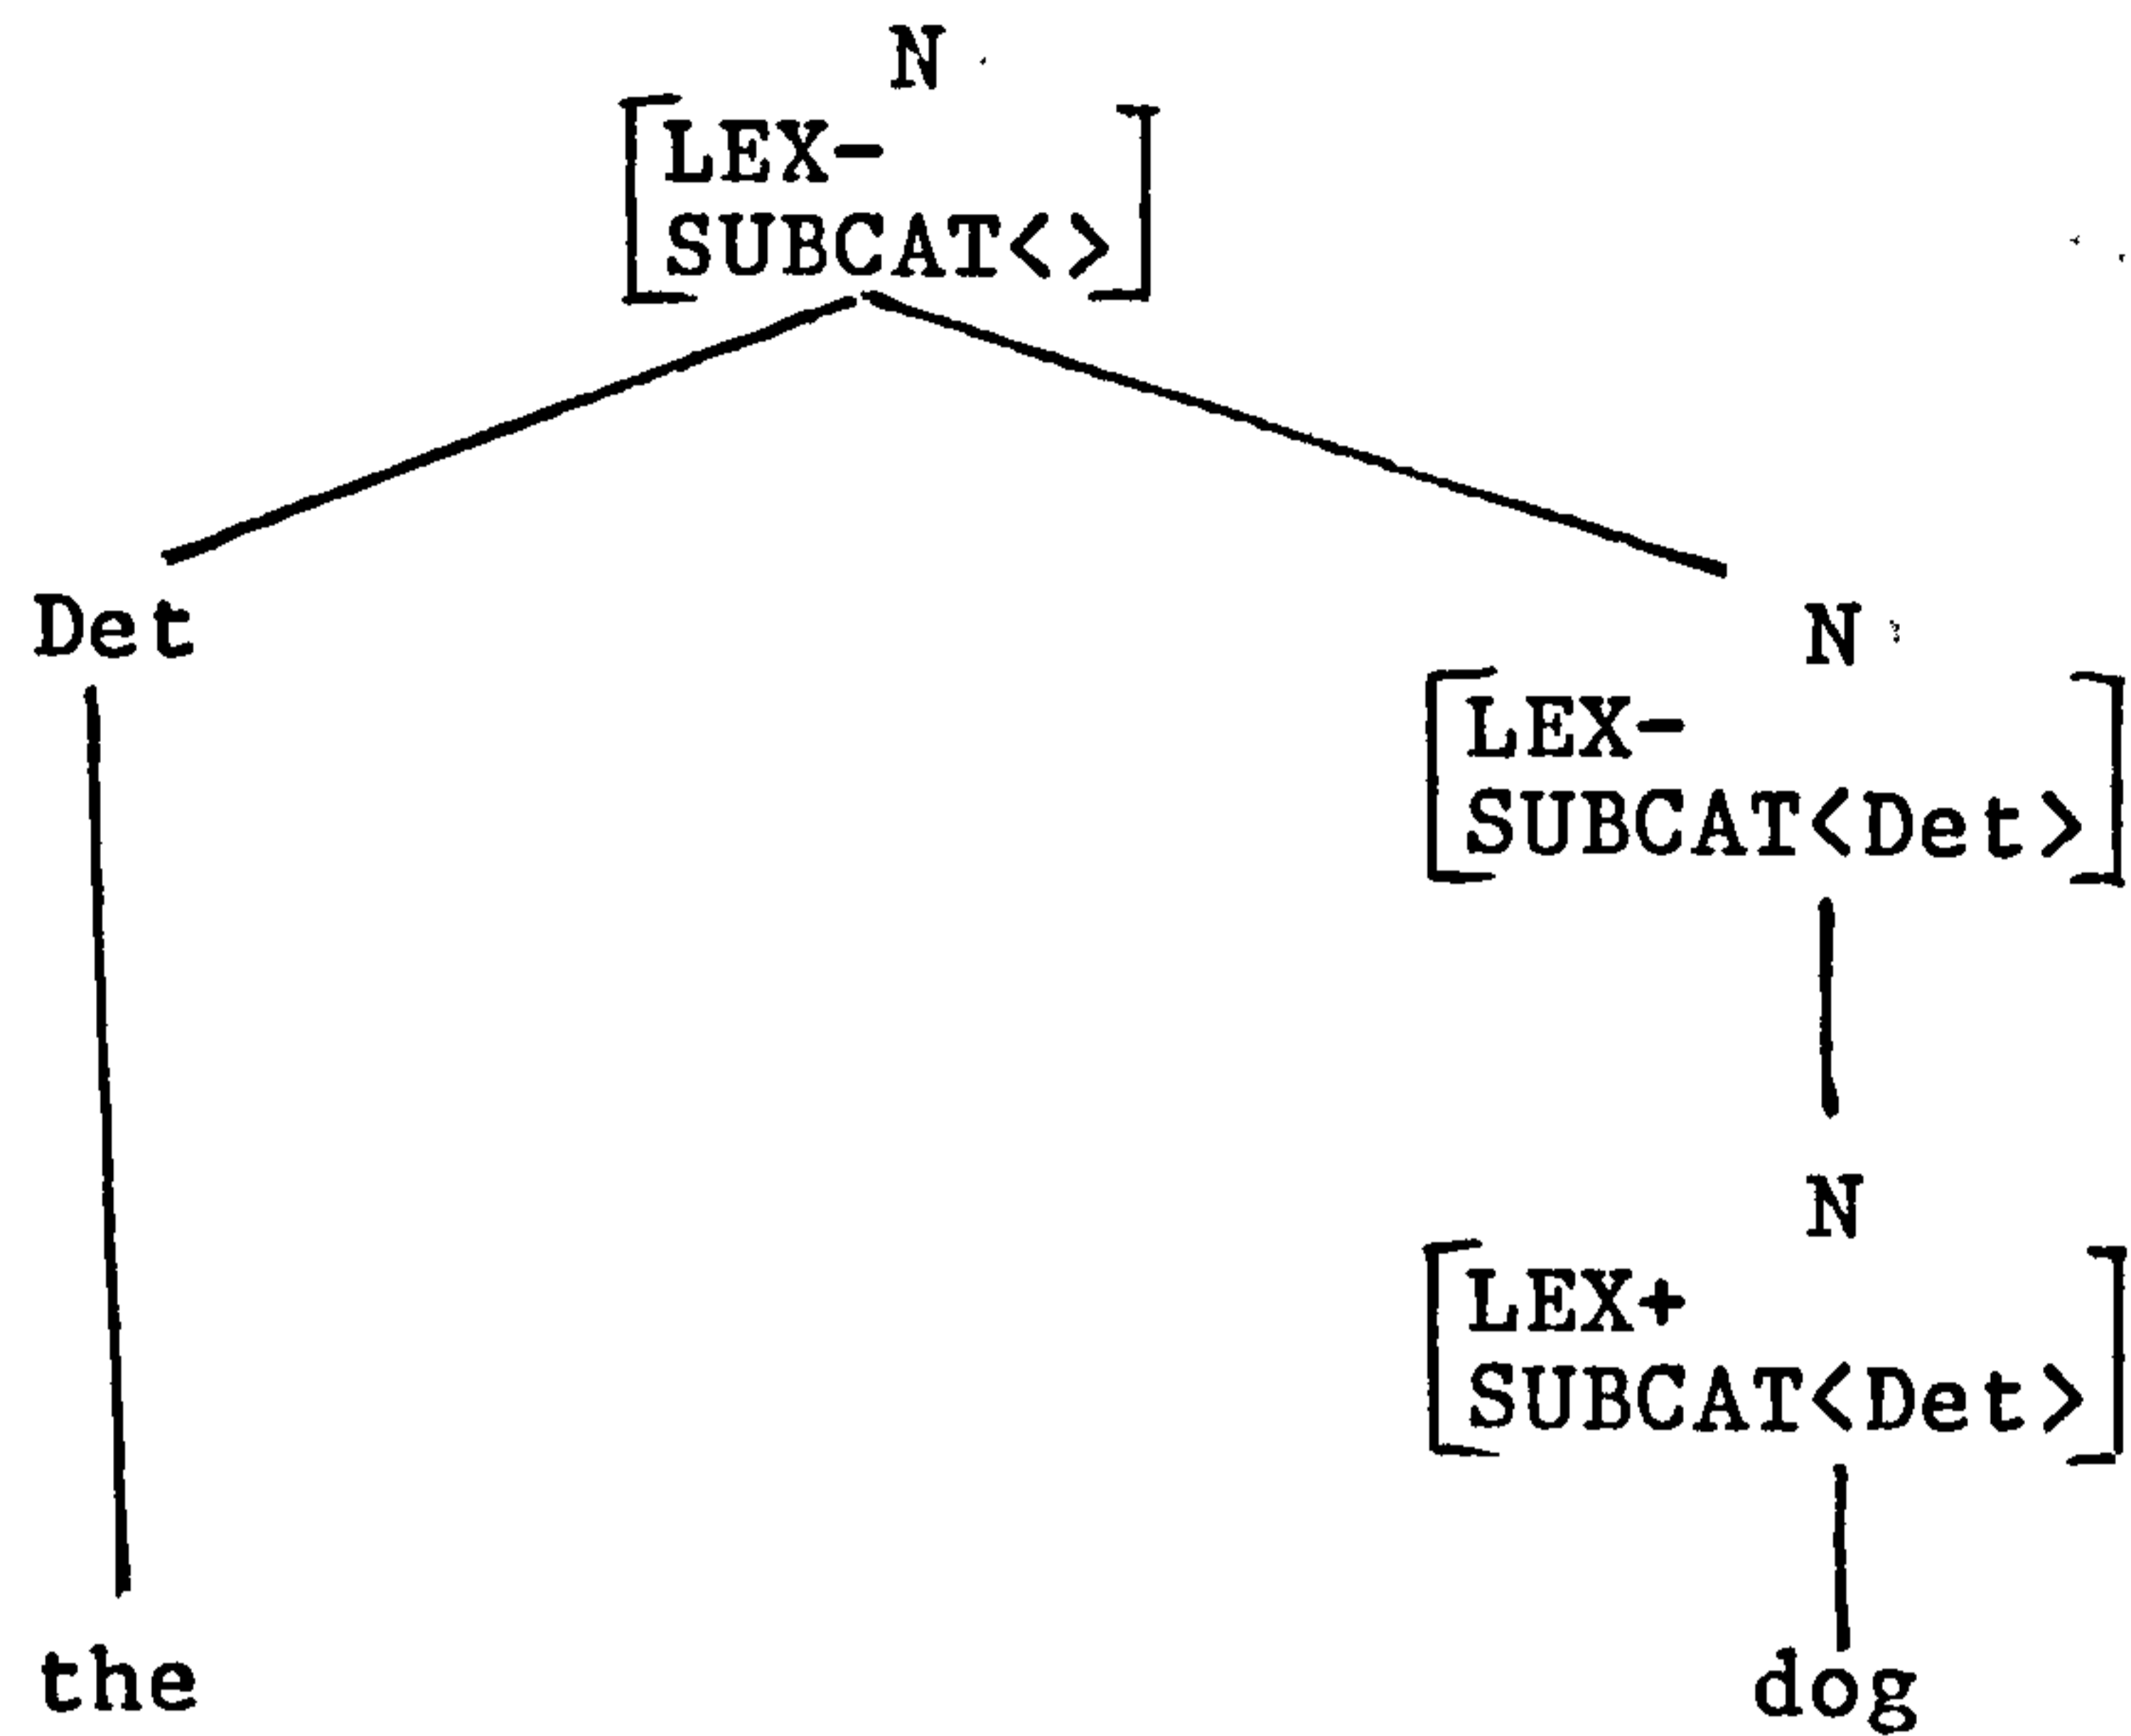 N
LEX-
SUBCAT<>
Det
N
LEX-
SUBCAT<Det>
N
LEX+
SUBCAT<Det>
the
dog